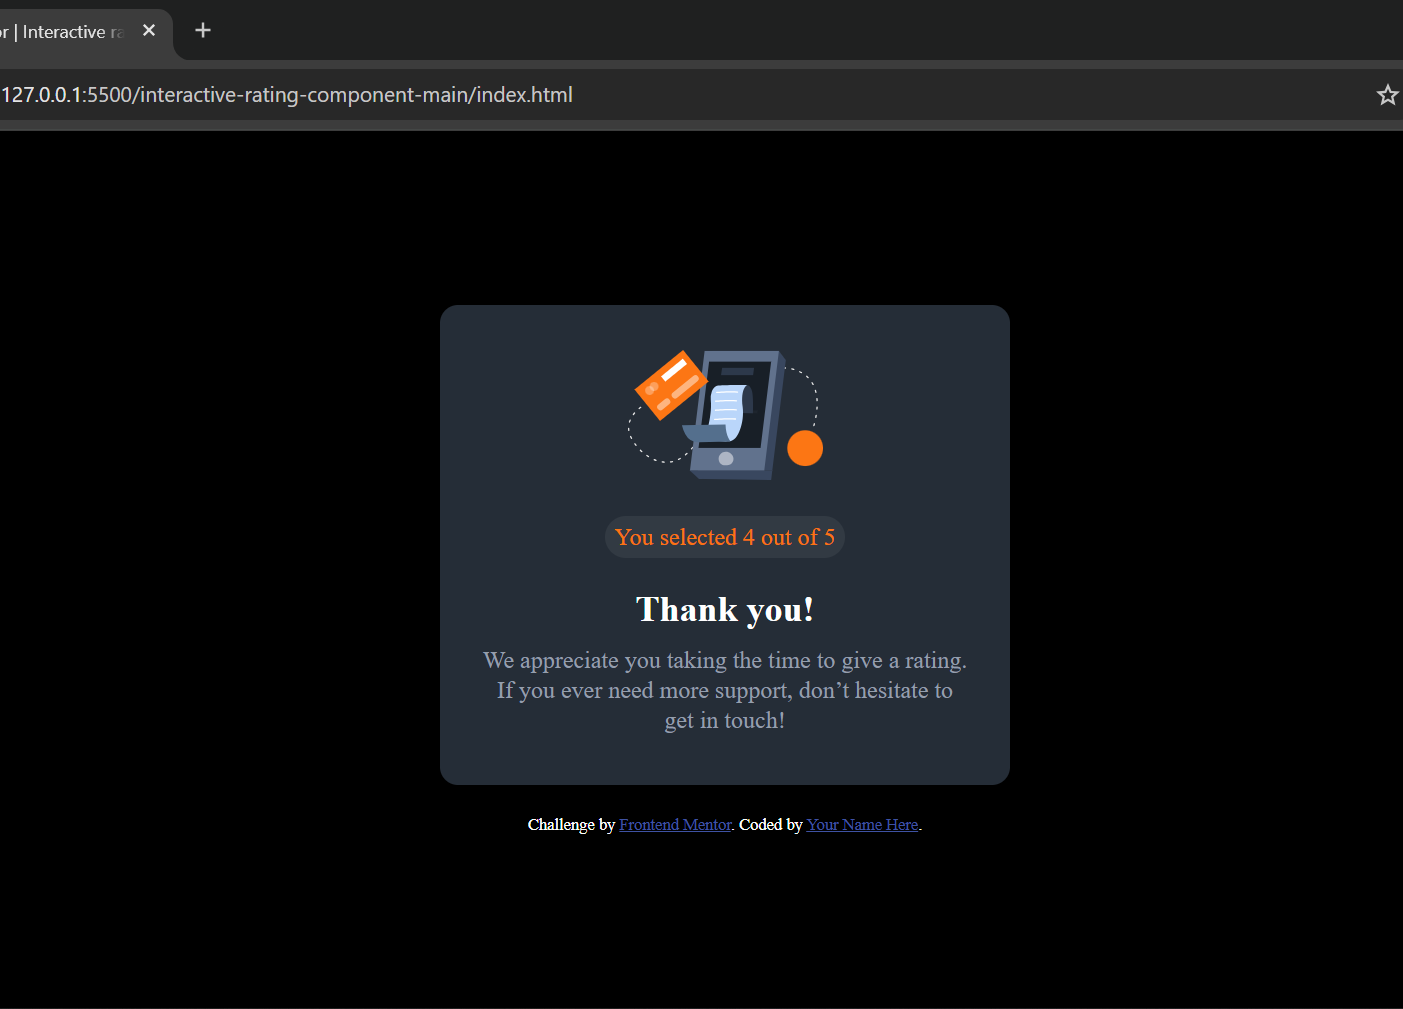 or | Interactive ra
127.0.0.1:5500/interactive-rating-component-main/index.html
You selected 4 out of 5
Thank you!
We appreciate you taking the time to give a rating.
If you ever need more support, don’t hesitate to
get in touch!
Challenge by Frontend Mentor. Coded by Your Name Here.